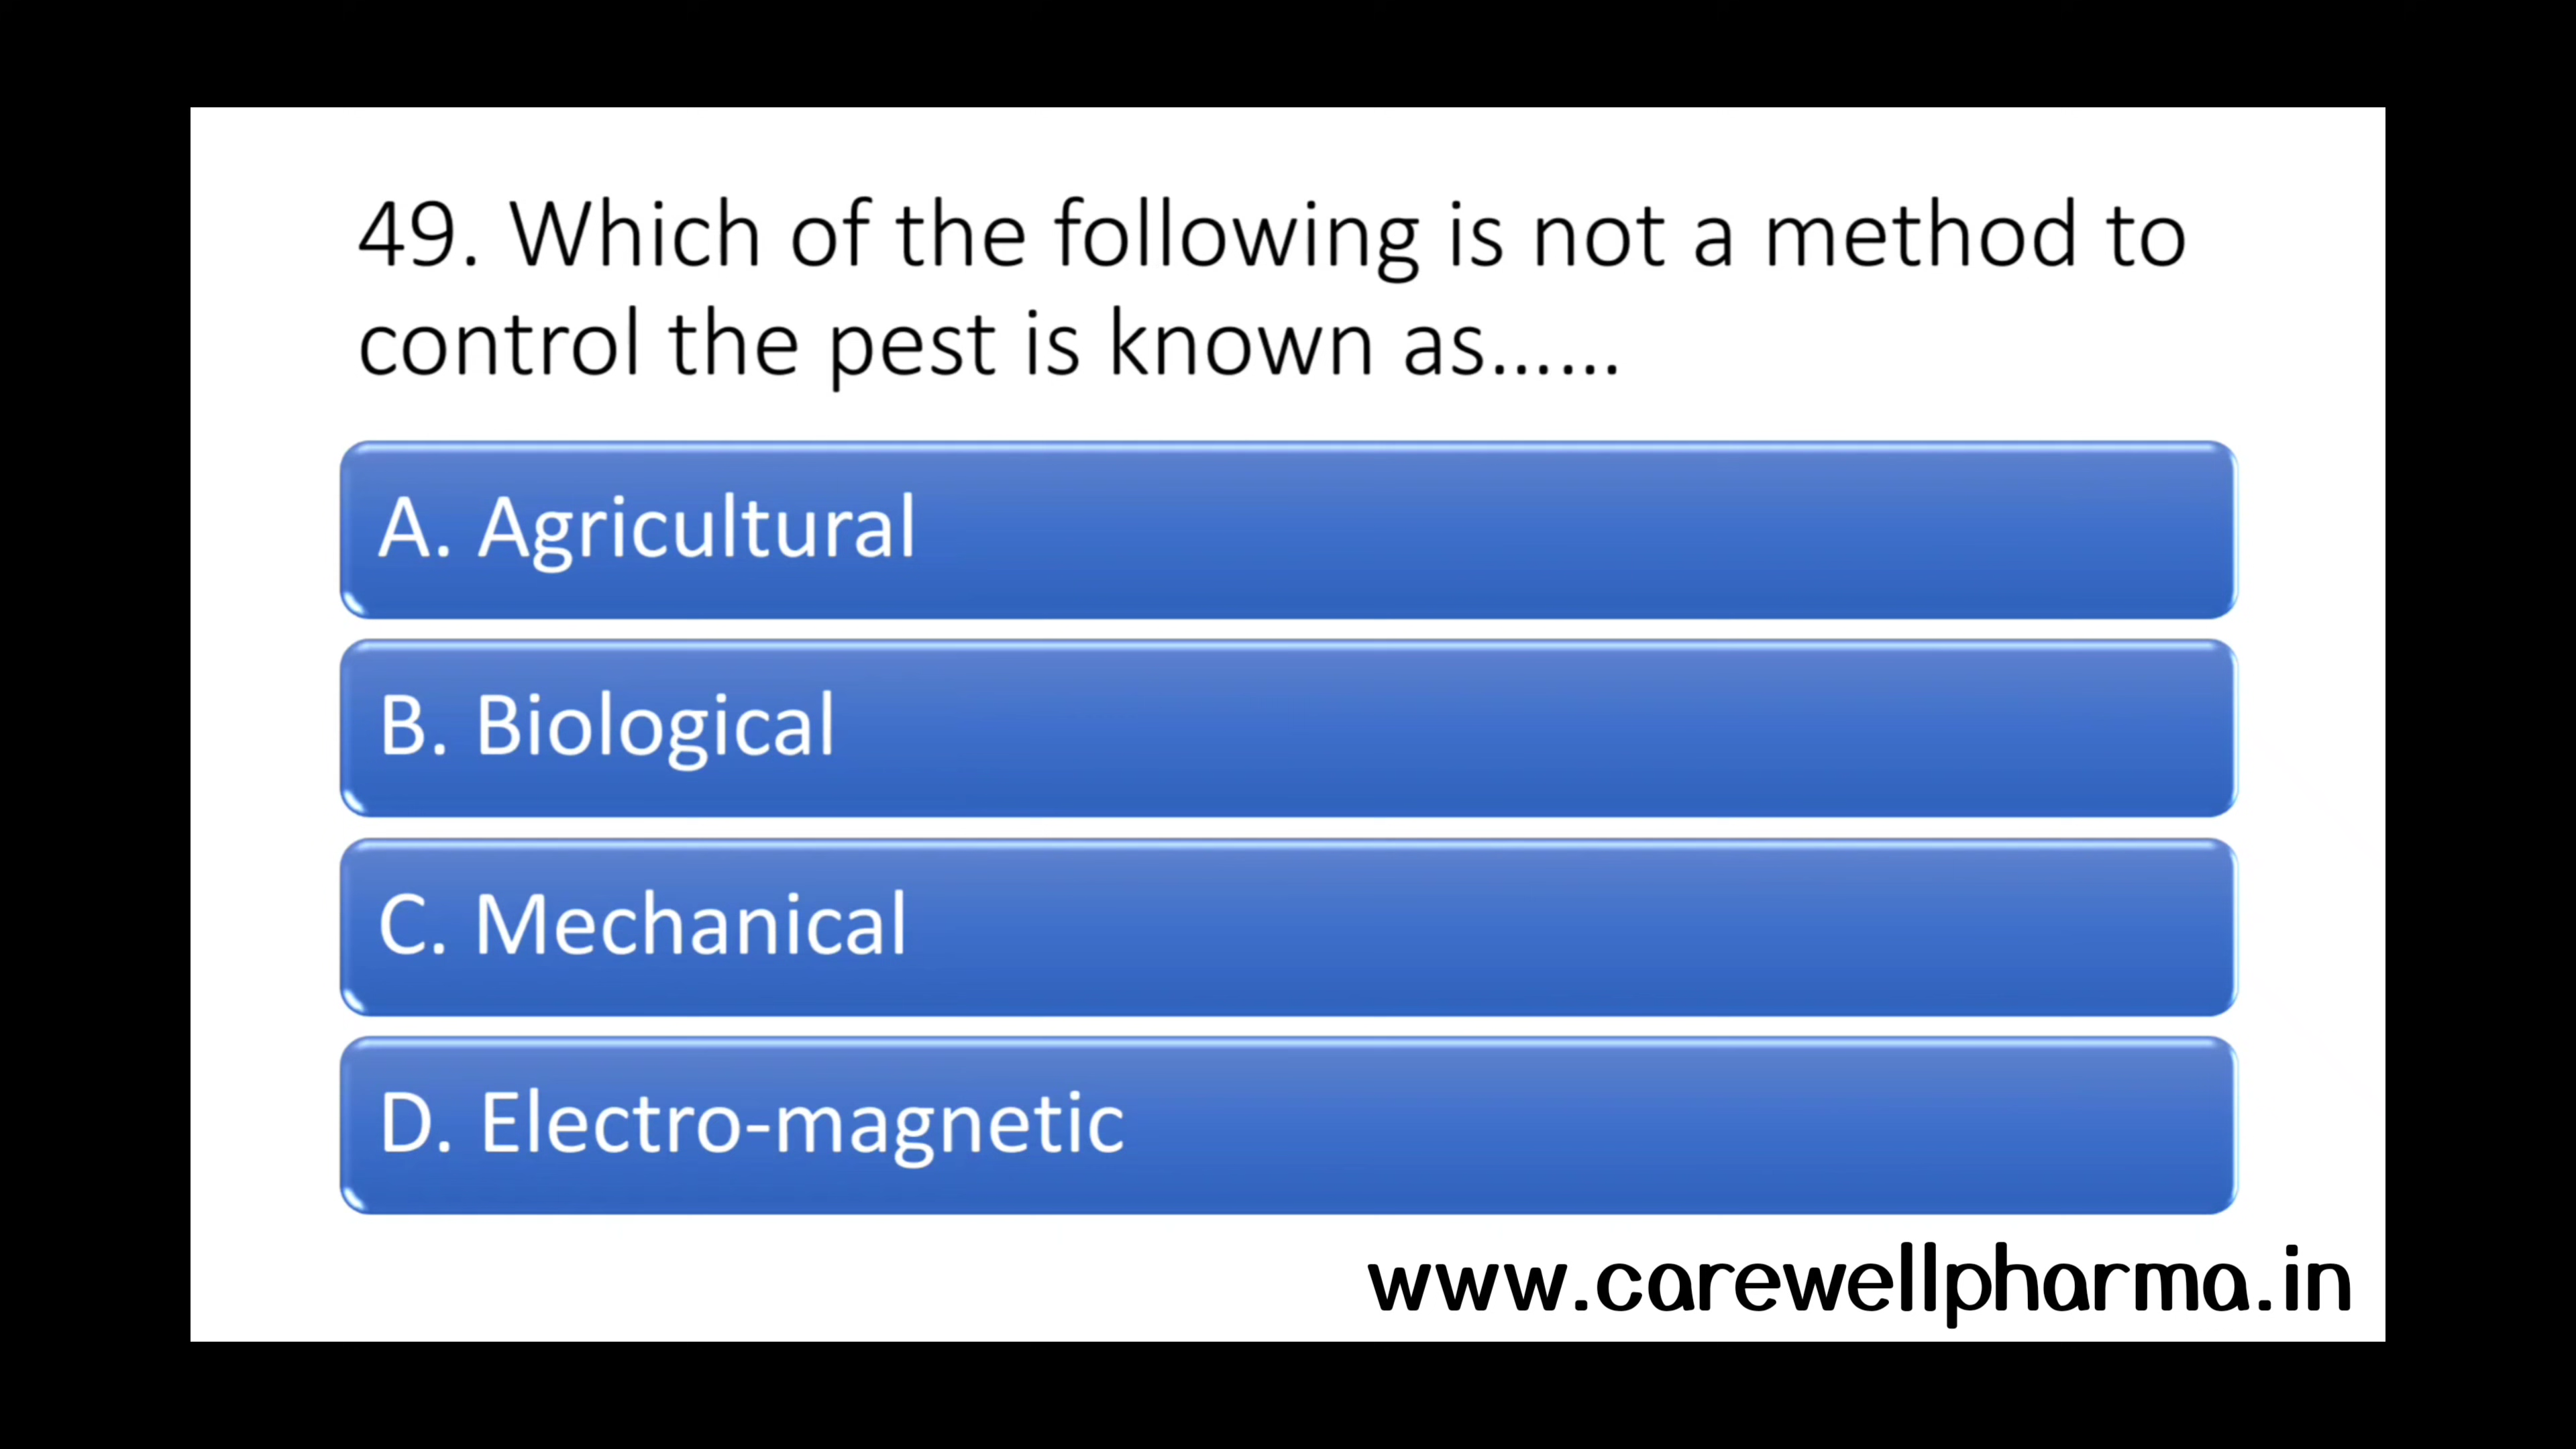 49. Which of the following is not a method to
control the pest is known as......
A. Agricultural
B. Biological
C. Mechanical
D. Electro-magnetic
www.carewellpharma.in